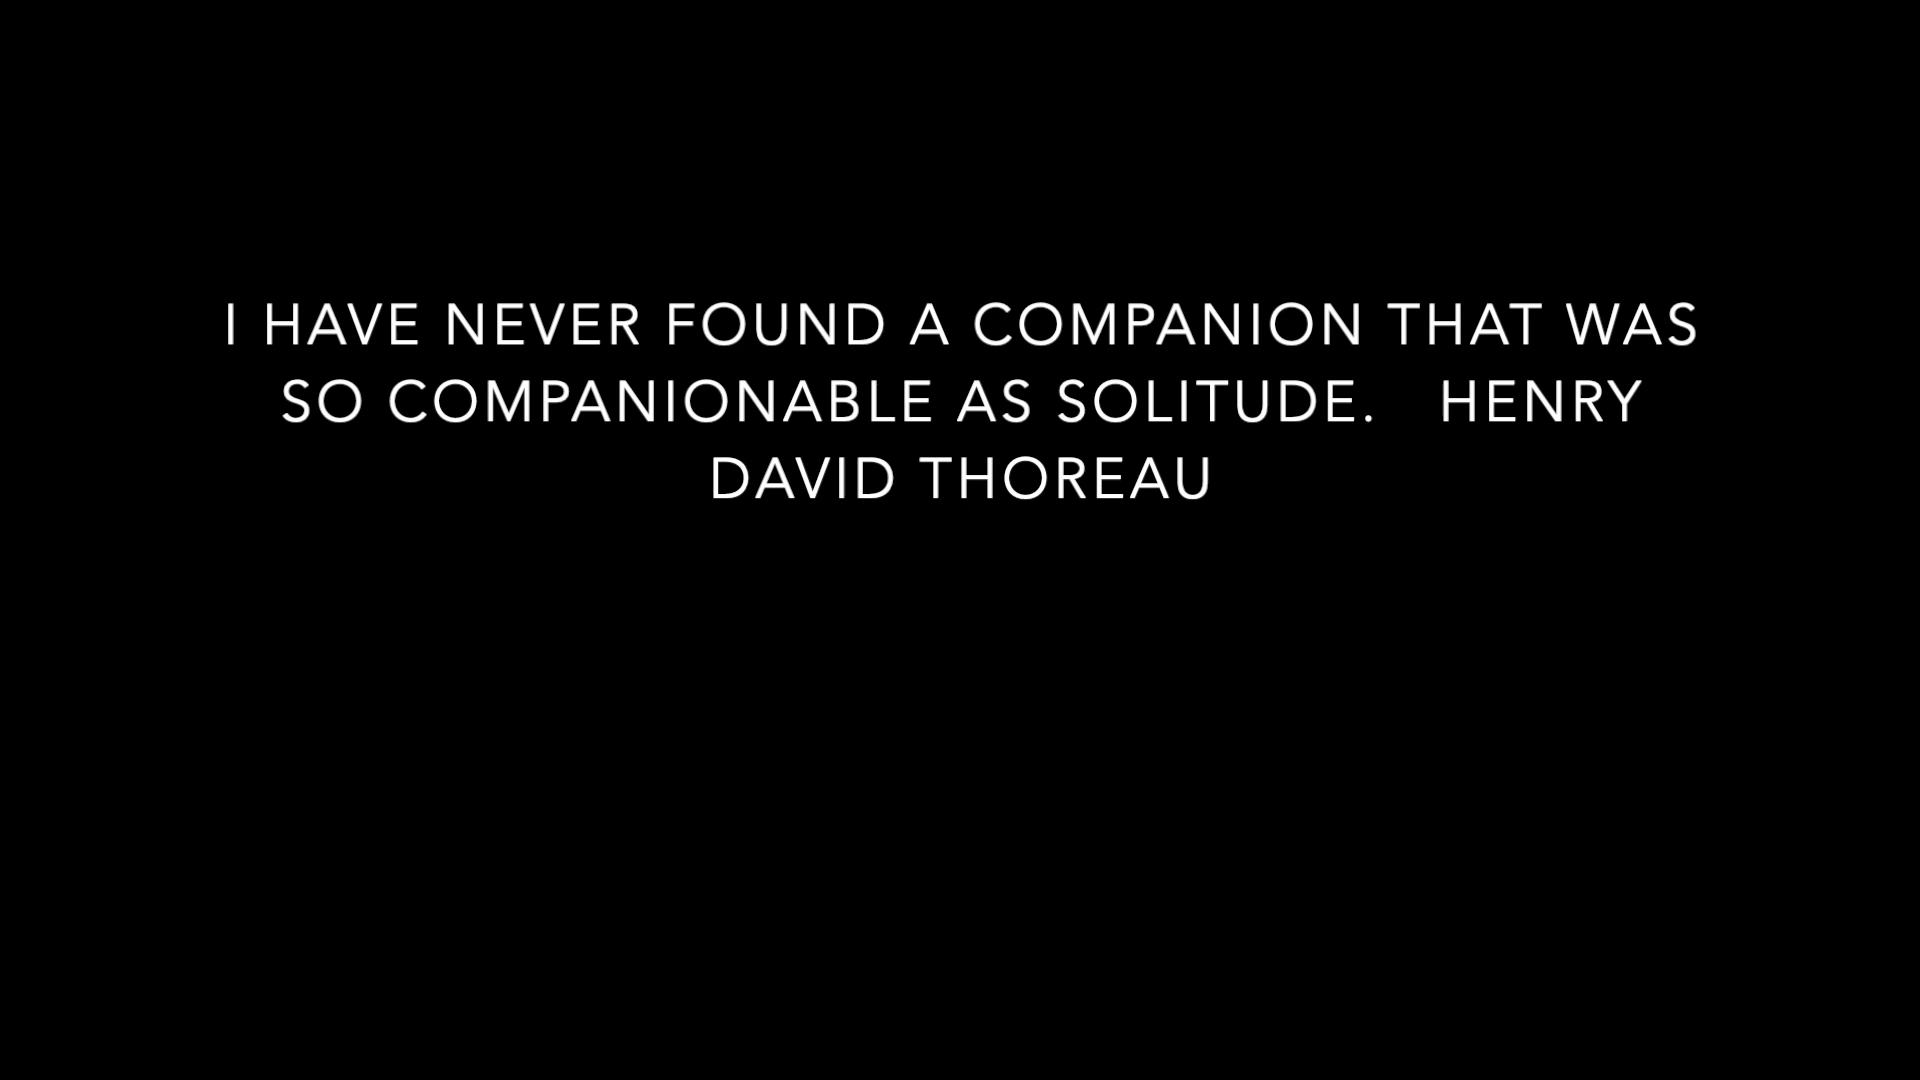 I HAVE NEVER FOUND A COMPANION THAT WAS
SO COMPANIONABLE AS SOLITUDE.   HENRY
DAVID THOREAU